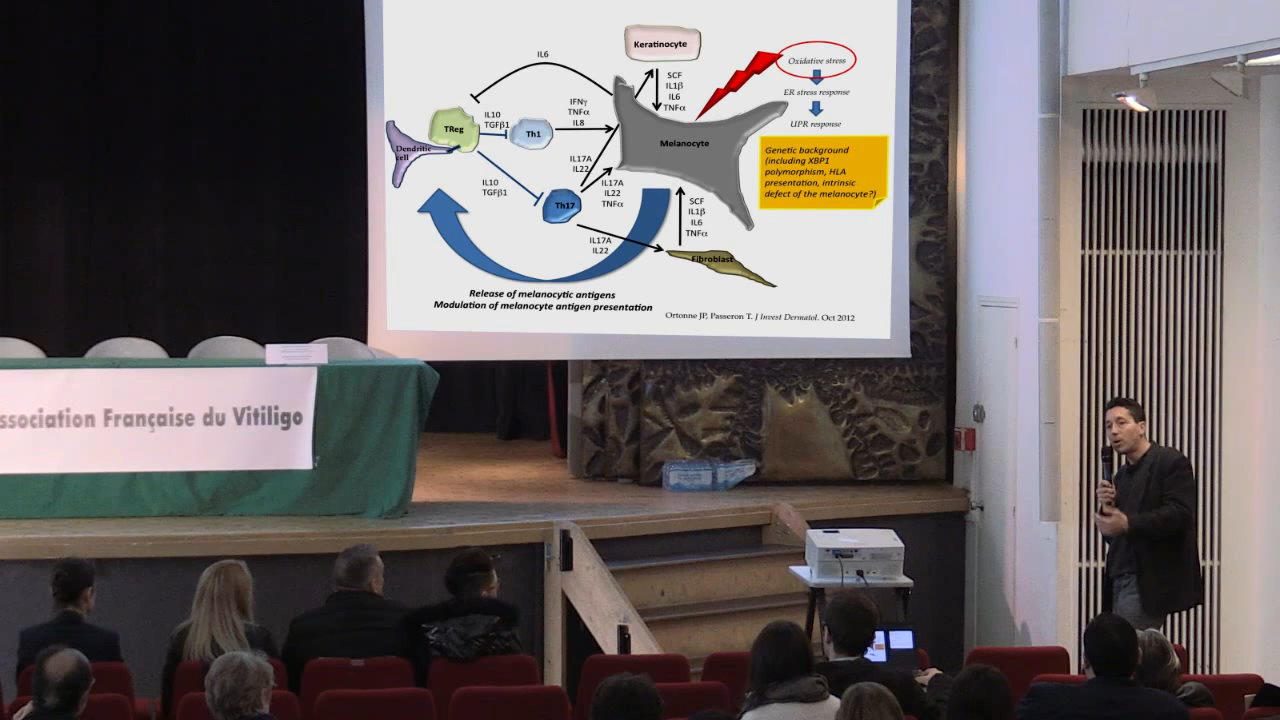 Keratinocyte
IL6
SCF
IL1β
IL6
TNFα
Oxidative stress
ER stress response
UPR response
IFNγ
TNFα
IL8
IL10
TGFβ1
TReg
Th1
Melanocyte
Dendritic
cell
Genetic background
(including XBP1
polymorphism, HLA
presentation, intrinsic
defect of the melanocyte?)
IL17A
IL22
IL10
TGFβ1
IL17A
IL22
TNFα
Th17
SCF
IL1β
IL6
TNFα
IL17A
IL22
Fibroblast
Release of melanocytic antigens
Modulation of melanocyte antigen presentation
Ortonne JP, Passeron T. J Invest Dermatol. Oct 2012
ssociation Française du Vitiligo